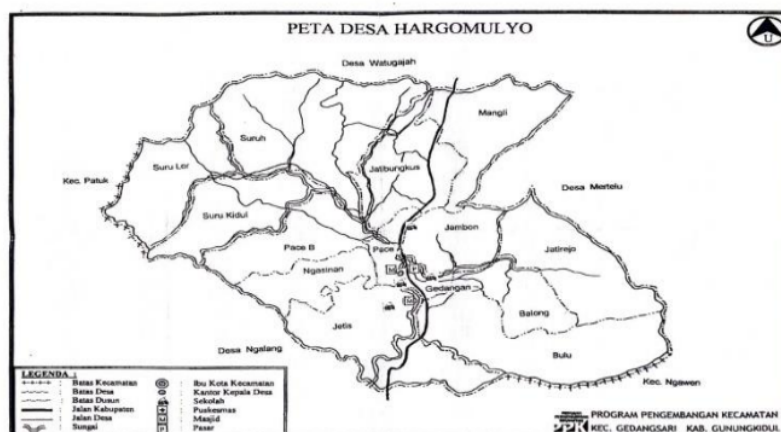 PETA DESA HARGOMULYO
U
Desa Watugajah
Mangli
Suruh
Jatibungkus
Suru Ler
Kec. Patuk
Desa Mertelu
Suru Kidul
Jambon
Pace B
Pace
Jatirejo
Ngasinan
Gedangan
Balong
Jetis
Desa Ngalang
Bulu
Kec. Ngawen
LEGENDA :
: Batas Kecamatan : Ibu Kota Kecamatan
: Batas Desa : Kantor Kepala Desa
: Batas Dusun : Sekolah
: Jalan Kabupaten : Puskesmas
: Jalan Desa : Masjid
: Sungai : Pasar
PROGRAM PENGEMBANGAN KECAMATAN
PPK KEC. GEDANGSARI KAB. GUNUNGKIDUL